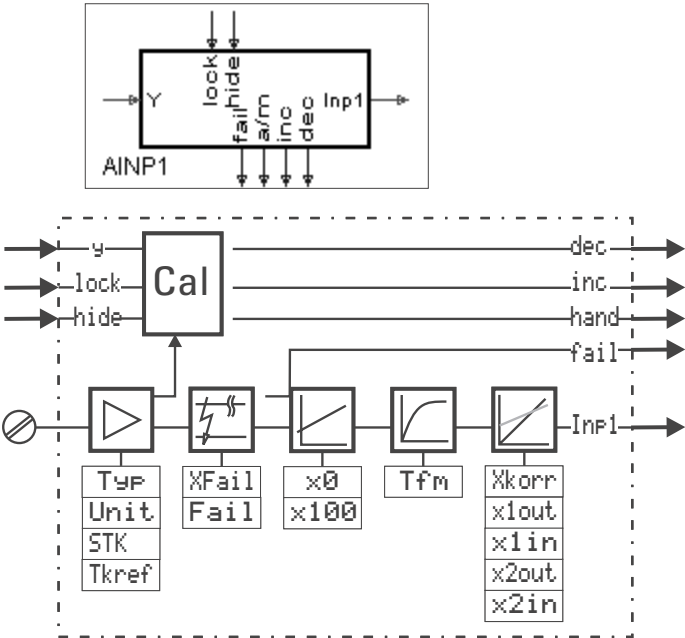 lock hide
Y Inp1
fail a/m inc dec
AINP1
y dec
lock inc
hide hand
Cal
fail
Inp1
Typ XFail x0 Tfm Xkorr
Unit Fail x100 x1out
STK x1in
Tkref x2out
x2in